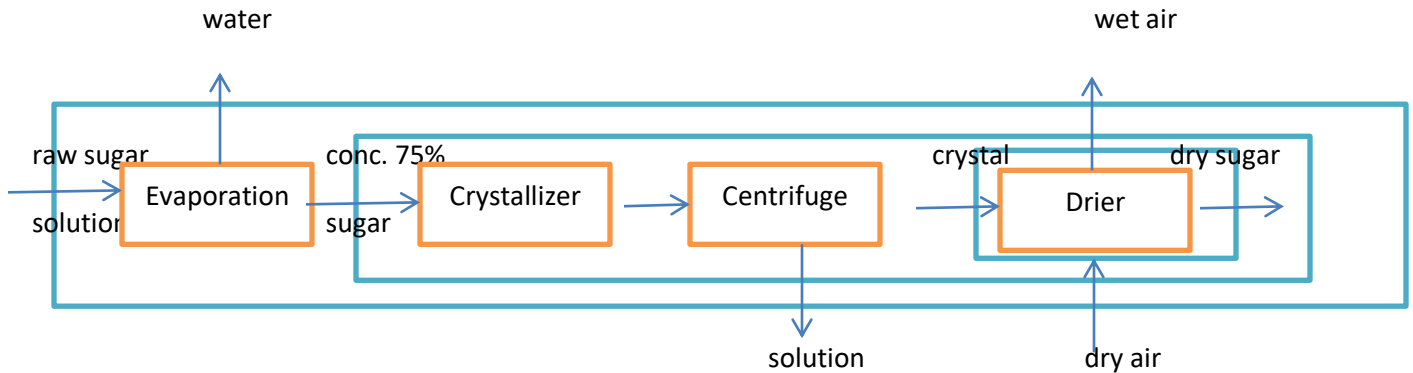 water
wet air
raw sugar
solution
Evaporation
conc. 75%
sugar
Crystallizer
Centrifuge
crystal
Drier
dry sugar
solution
dry air